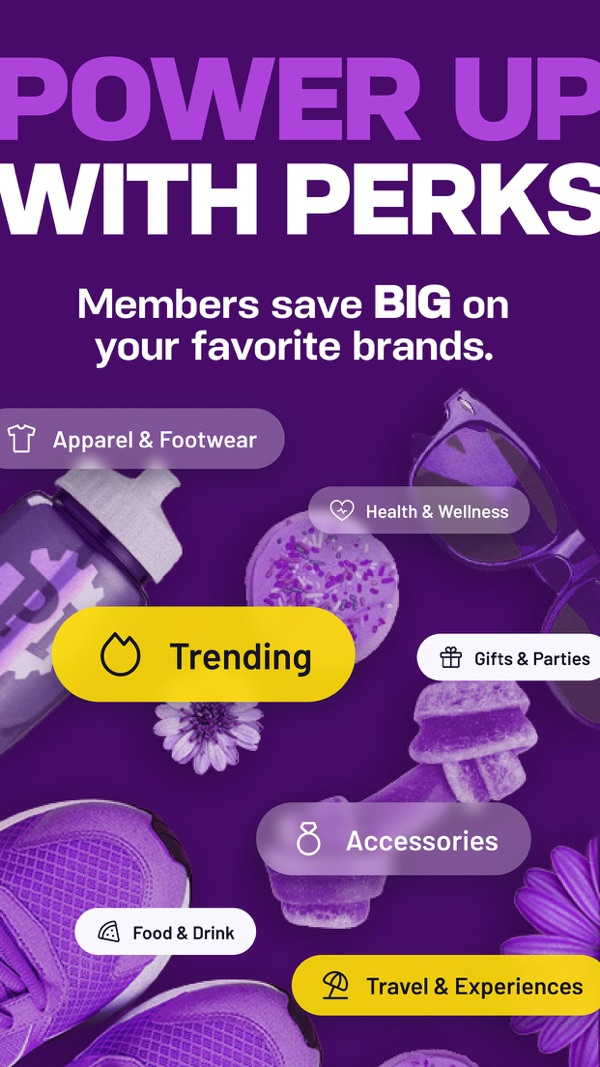 POWER UP
WITH PERKS
Members save BIG on
your favorite brands.
Apparel & Footwear
Health & Wellness
Trending
Gifts & Parties
Accessories
Food & Drink
Travel & Experiences